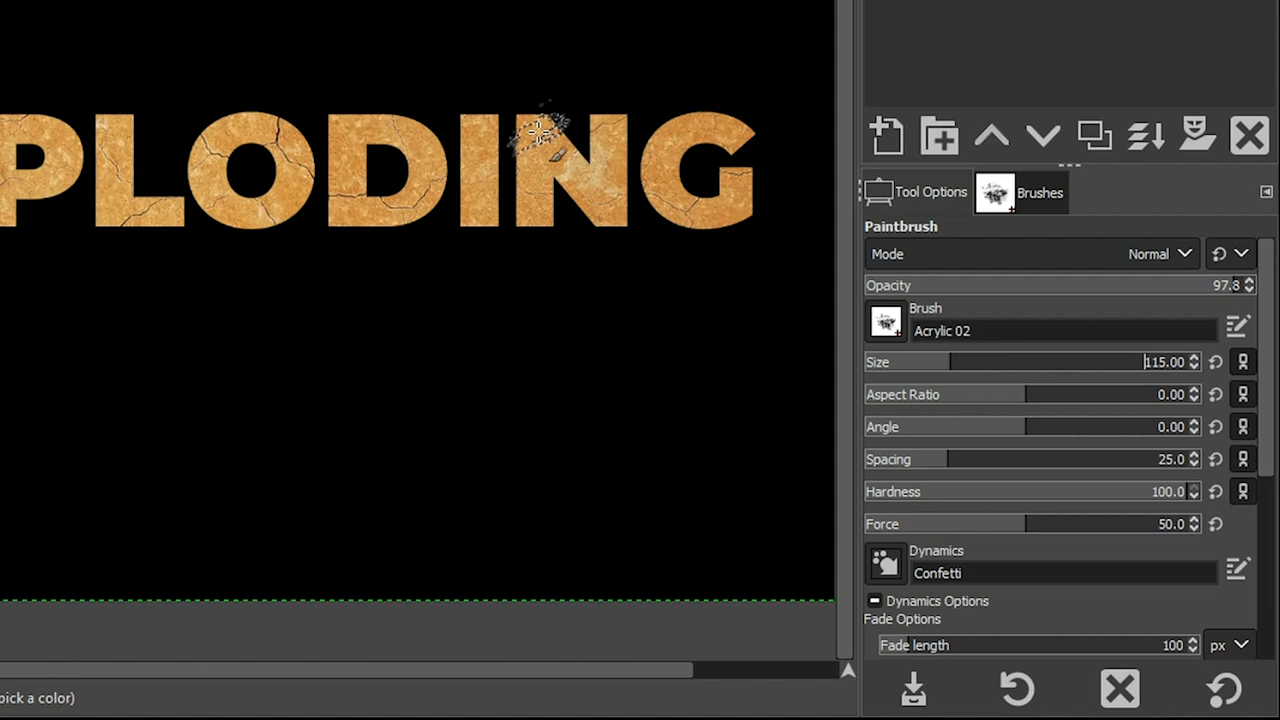 PLODING
Tool Options
Brushes
Paintbrush
Mode
Normal
Opacity
97.8
Brush
Acrylic 02
Size
115.00
Aspect Ratio
0.00
Angle
0.00
Spacing
25.0
Hardness
100.0
Force
50.0
Dynamics
Confetti
Dynamics Options
Fade Options
Fade length
100
px
pick a color)